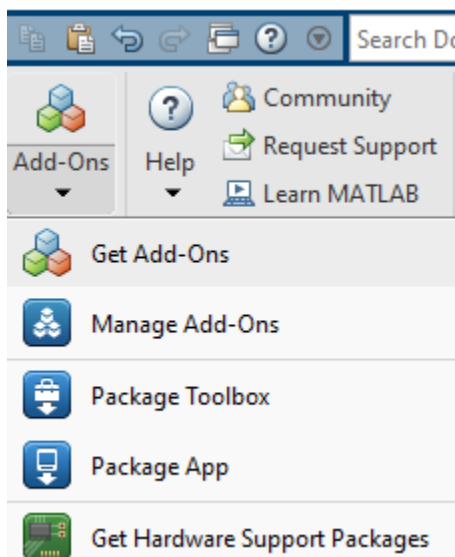 Search Do
Add-Ons
Help
Community
Request Support
Learn MATLAB
Get Add-Ons
Manage Add-Ons
Package Toolbox
Package App
Get Hardware Support Packages